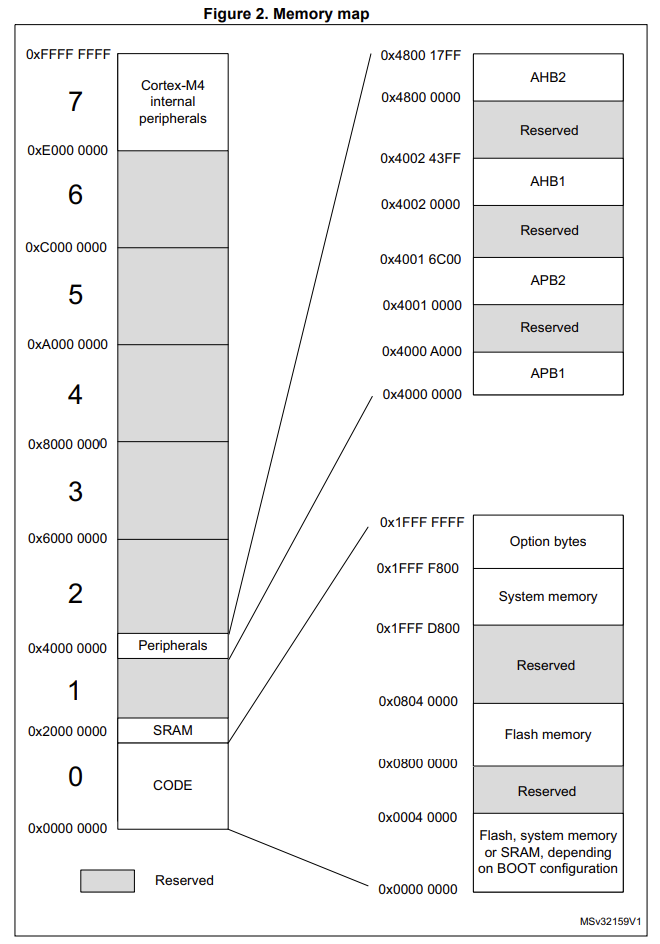 Figure 2. Memory map
0xFFFF FFFF
7
Cortex-M4
internal
peripherals
0xE000 0000
6
0xC000 0000
5
0xA000 0000
4
0x8000 0000
3
0x6000 0000
2
0x4000 0000
Peripherals
1
0x2000 0000
SRAM
0
CODE
0x0000 0000
Reserved
0x4800 17FF
AHB2
0x4800 0000
Reserved
0x4002 43FF
AHB1
0x4002 0000
Reserved
0x4001 6C00
APB2
0x4001 0000
Reserved
0x4000 A000
APB1
0x4000 0000
0x1FFF FFFF
Option bytes
0x1FFF F800
System memory
0x1FFF D800
Reserved
0x0804 0000
Flash memory
0x0800 0000
Reserved
0x0004 0000
Flash, system memory
or SRAM, depending
on BOOT configuration
0x0000 0000
MSv32159V1